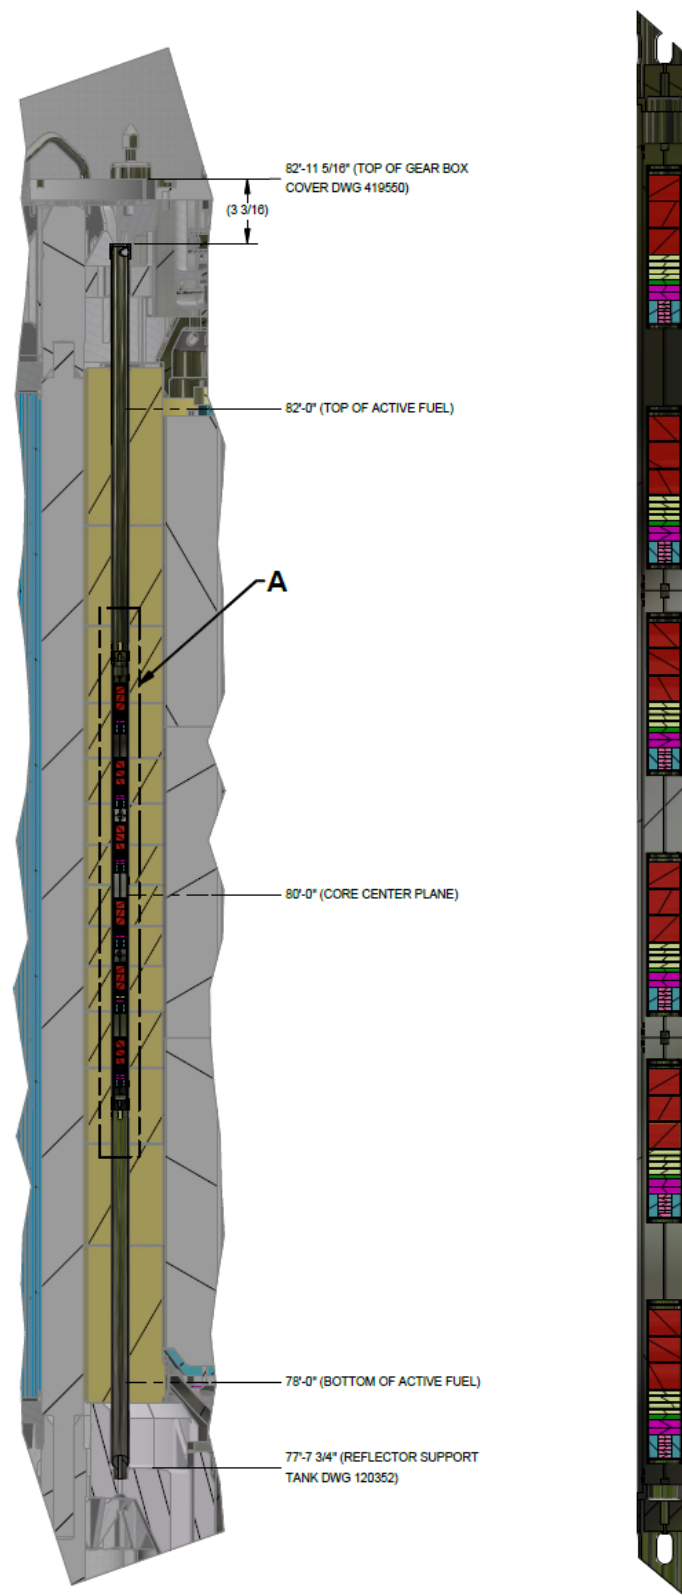 82'-11 5/16" (TOP OF GEAR BOX
COVER DWG 419550)
(3 3/16)
82'-0" (TOP OF ACTIVE FUEL)
A
80'-0" (CORE CENTER PLANE)
78'-0" (BOTTOM OF ACTIVE FUEL)
77'-7 3/4" (REFLECTOR SUPPORT
TANK DWG 120352)